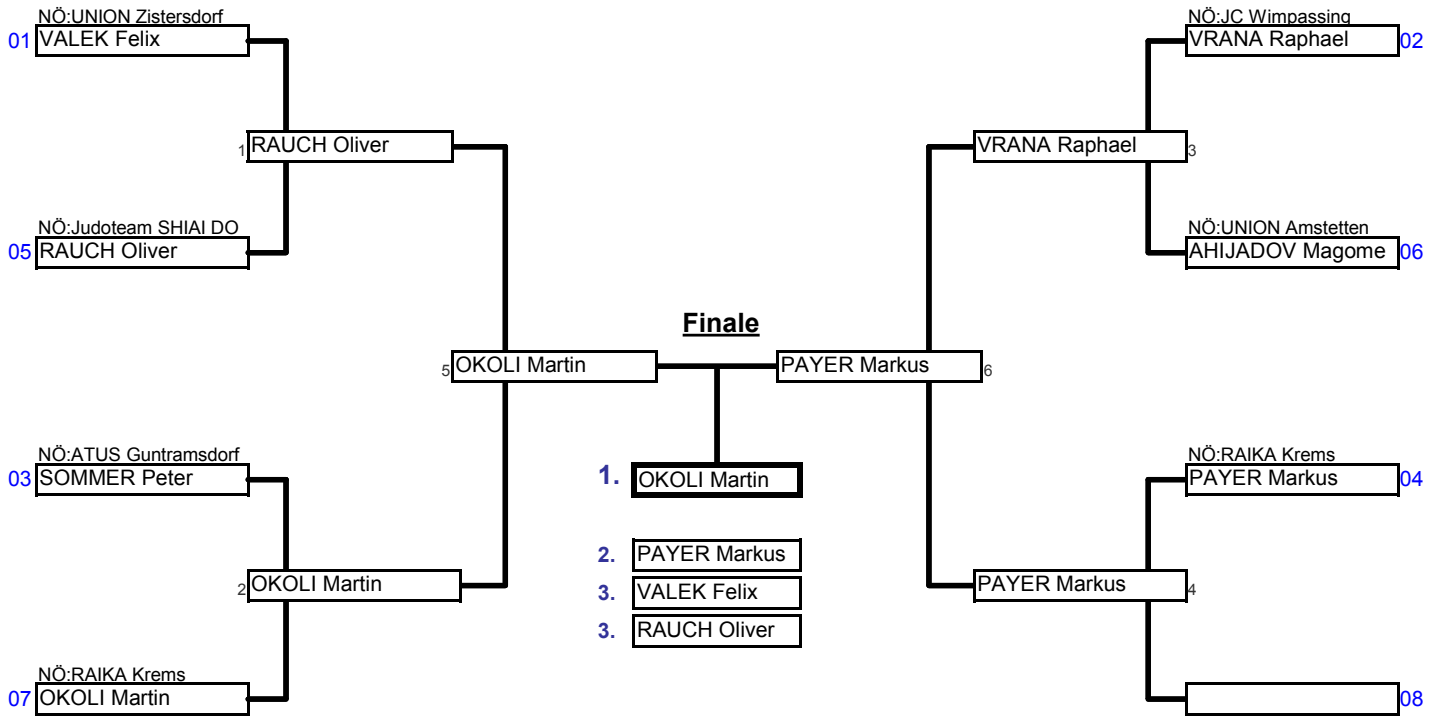 NÖ:UNION Zistersdorf
01 VALEK Felix
1 RAUCH Oliver
NÖ:Judoteam SHIAI DO
05 RAUCH Oliver
5 OKOLI Martin
NÖ:ATUS Guntramsdorf
03 SOMMER Peter
2 OKOLI Martin
NÖ:RAIKA Krems
07 OKOLI Martin
Finale
1. OKOLI Martin
2. PAYER Markus
3. VALEK Felix
3. RAUCH Oliver
NÖ:JC Wimpassing
VRANA Raphael 02
VRANA Raphael 3
NÖ:UNION Amstetten
AHIJADOV Magome 06
PAYER Markus 6
NÖ:RAIKA Krems
PAYER Markus 04
PAYER Markus 4
08